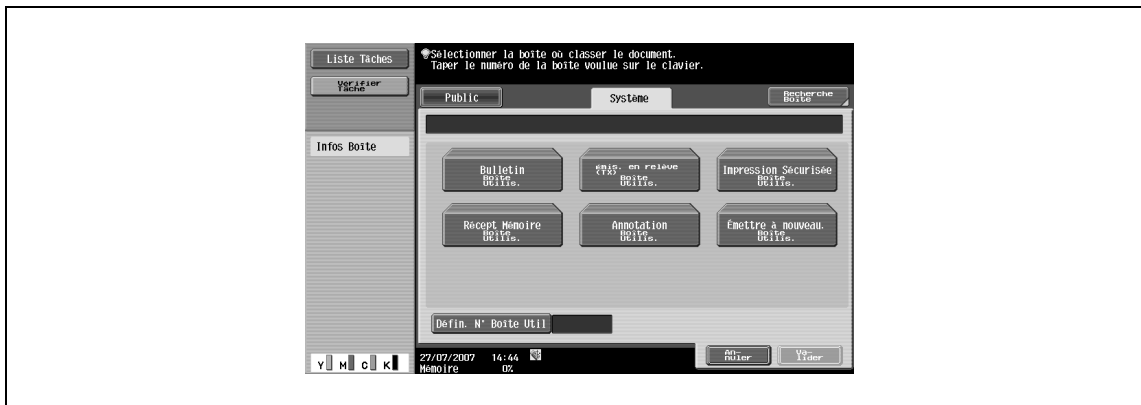 Liste Tâches
Vérifier
Tâche
Sélectionner la boîte où classer le document.
Taper le numéro de la boîte voulue sur le clavier.
Public
Système
Recherche
Boîte
Infos Boîte
Bulletin
Boîte
Utilis.
émis. en relève
(TX) Boîte
Utilis.
Impression Sécurisée
Boîte
Utilis.
Récept Mémoire
Boîte
Utilis.
Annotation
Boîte
Utilis.
Émettre à nouveau.
Boîte
Utilis.
Défin. N° Boîte Util
Y M C K
27/07/2007 14:44
Mémoire 0%
An-
nuler
Va-
lider